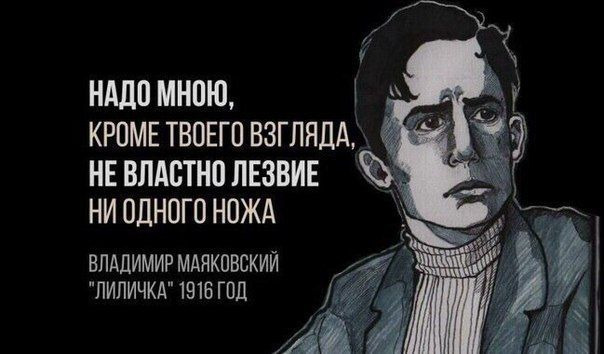 НАДО МНОЮ,
КРОМЕ ТВОЕГО ВЗГЛЯДА,
НЕ ВЛАСТНО ЛЕЗВИЕ
НИ ОДНОГО НОЖА
ВЛАДИМИР МАЯКОВСКИЙ
"ЛИЛИЧКА" 1916 ГОД